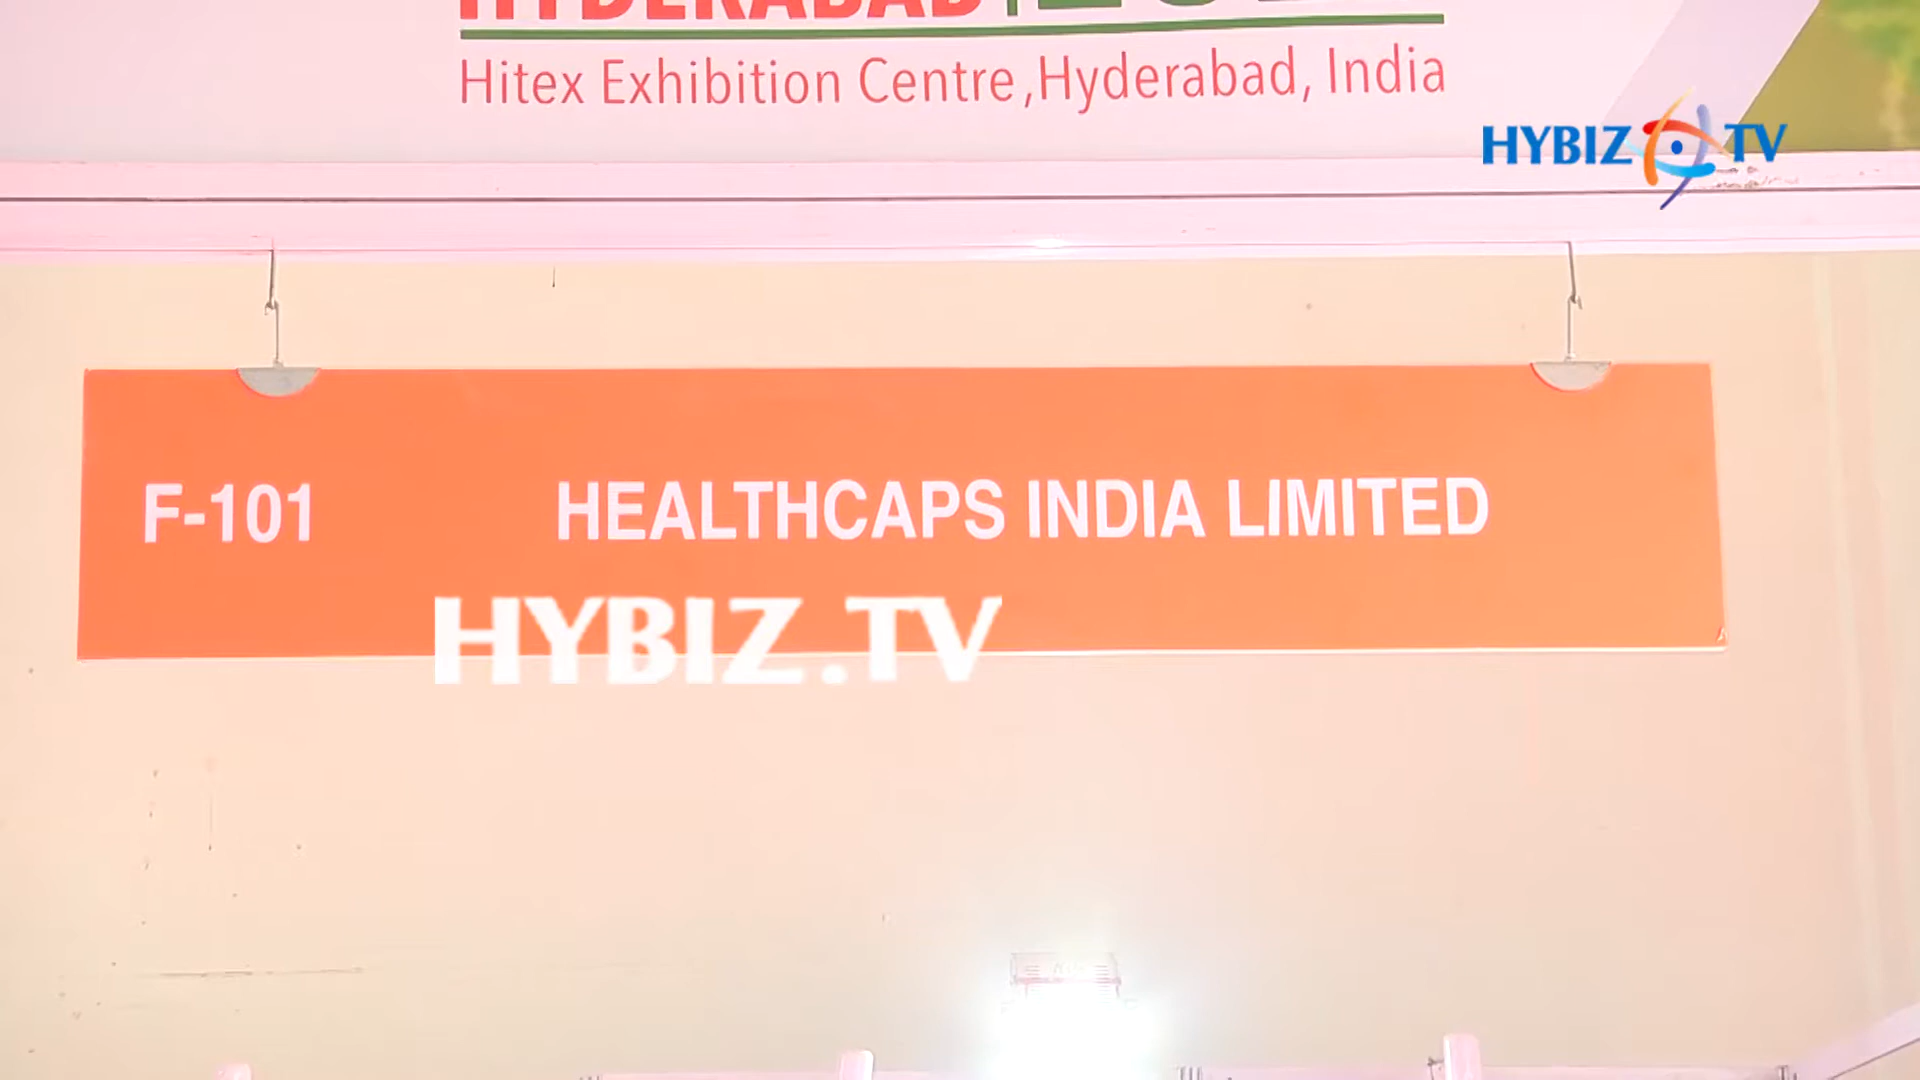 HYDERABAD
Hitex Exhibition Centre, Hyderabad, India
HYBIZ TV
F-101 HEALTHCAPS INDIA LIMITED
HYBIZ.TV